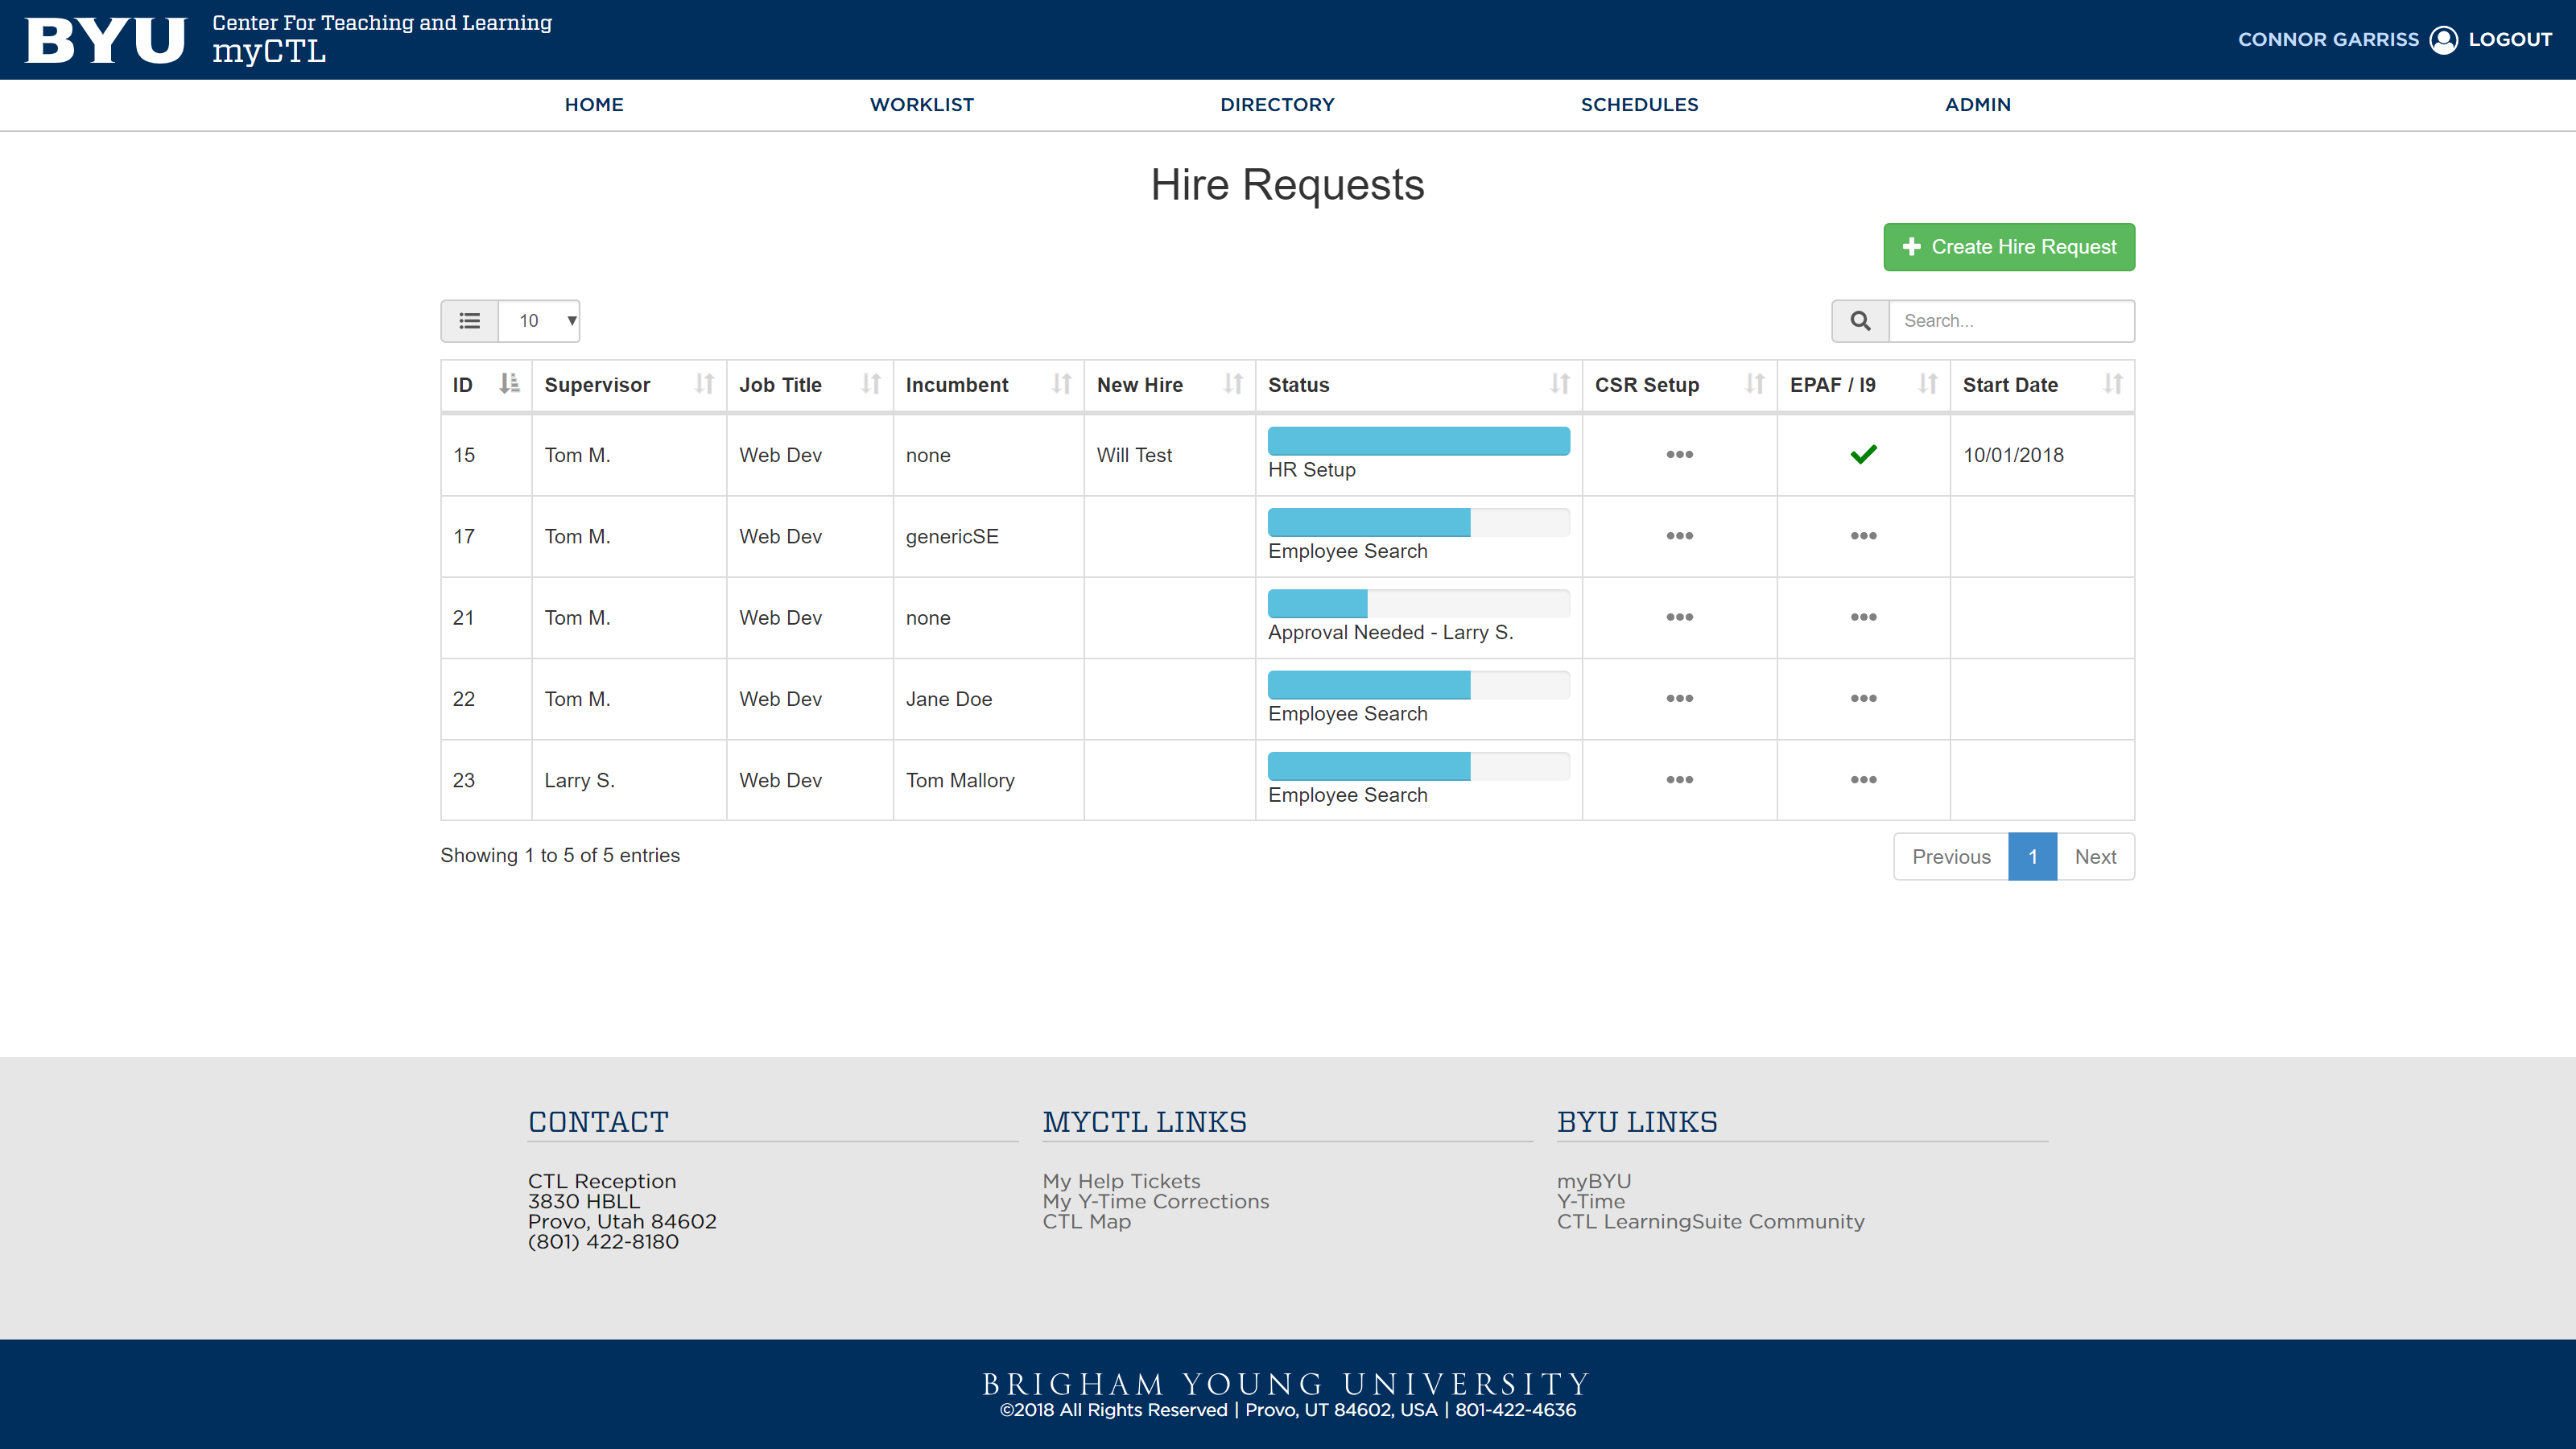 BYU
Center For Teaching and Learning
myCTL
CONNOR GARRISS LOGOUT
HOME WORKLIST DIRECTORY SCHEDULES ADMIN
Hire Requests
Create Hire Request
10 Search...
ID Supervisor Job Title Incumbent New Hire Status CSR Setup EPAF / I9 Start Date
15 Tom M. Web Dev none Will Test HR Setup 10/01/2018
17 Tom M. Web Dev genericSE Employee Search
21 Tom M. Web Dev none Approval Needed - Larry S.
22 Tom M. Web Dev Jane Doe Employee Search
23 Larry S. Web Dev Tom Mallory Employee Search
Showing 1 to 5 of 5 entries
Previous 1 Next
CONTACT
CTL Reception
3830 HBLL
Provo, Utah 84602
(801) 422-8180
MYCTL LINKS
My Help Tickets
My Y-Time Corrections
CTL Map
BYU LINKS
myBYU
Y-Time
CTL LearningSuite Community
BRIGHAM YOUNG UNIVERSITY
©2018 All Rights Reserved | Provo, UT 84602, USA | 801-422-4636